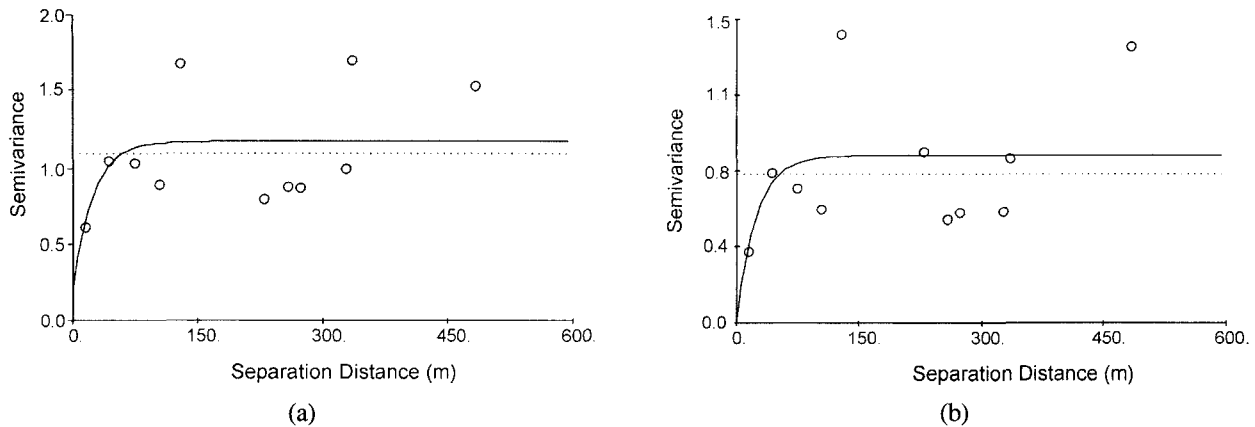 2.0
1.5
1.0
0.5
0.0
Semivariance
0. 150. 300. 450. 600.
Separation Distance (m)
(a)
1.5
1.1
0.8
0.4
0.0
Semivariance
0. 150. 300. 450. 600.
Separation Distance (m)
(b)